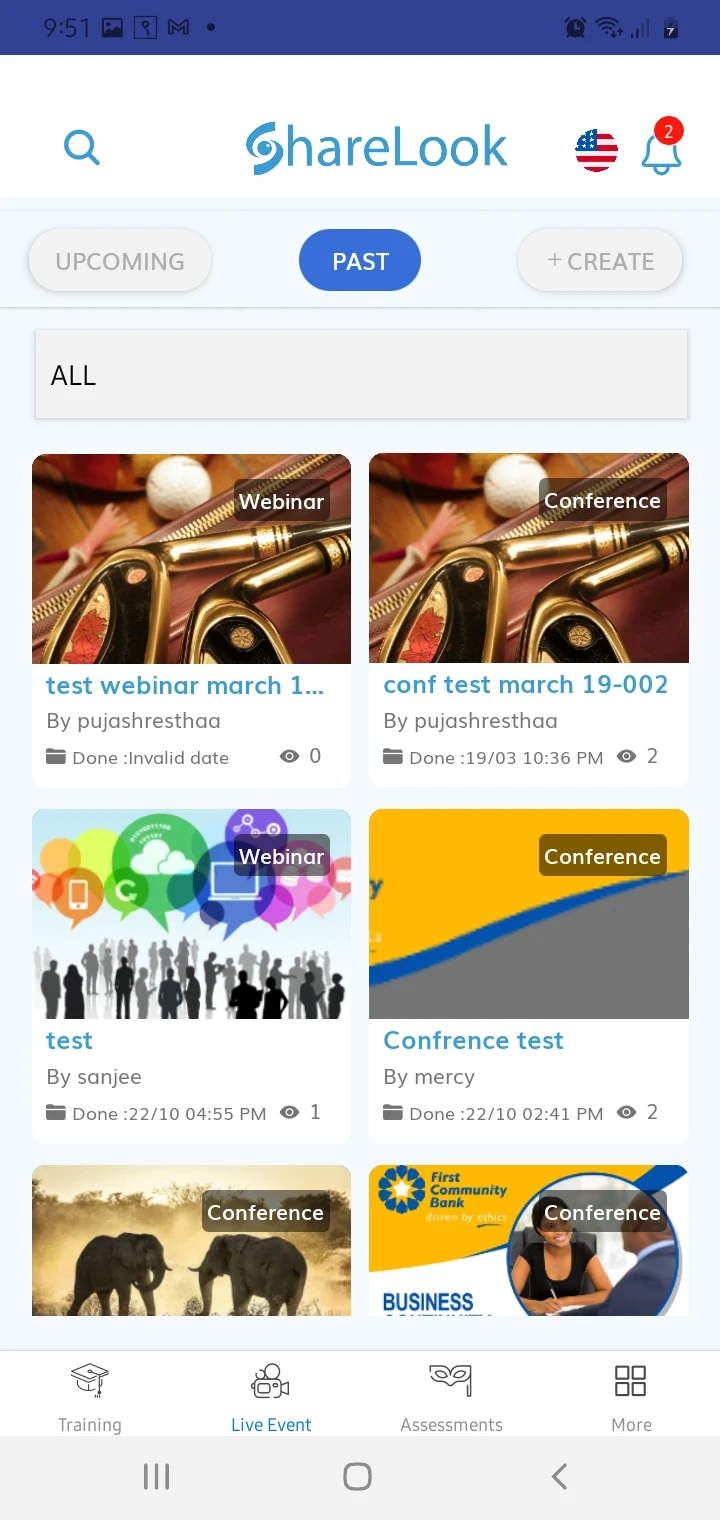 9:51
ShareLook
2
UPCOMING
PAST
+ CREATE
ALL
Webinar
test webinar march 1...
By pujashresthaa
Done :Invalid date
0
Conference
conf test march 19-002
By pujashresthaa
Done :19/03 10:36 PM
2
Webinar
test
By sanjee
Done :22/10 04:55 PM
1
Conference
Confrence test
By mercy
Done :22/10 02:41 PM
2
Conference
First
Community
Bank
driven by ethics
Conference
BUSINESS
Training
Live Event
Assessments
More